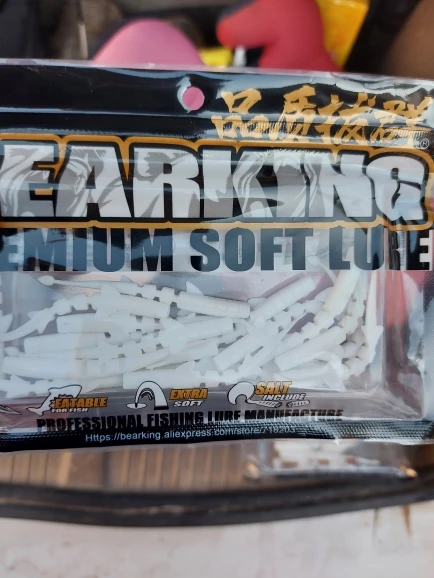 品质拔群
EARKING®
EMIUM SOFT LURE
EATABLE
FOR FISH
EXTRA
SOFT
SALT
INCLUDE
PROFESSIONAL FISHING LURE MANUFACTURE
Https://bearking.aliexpress.com/store/